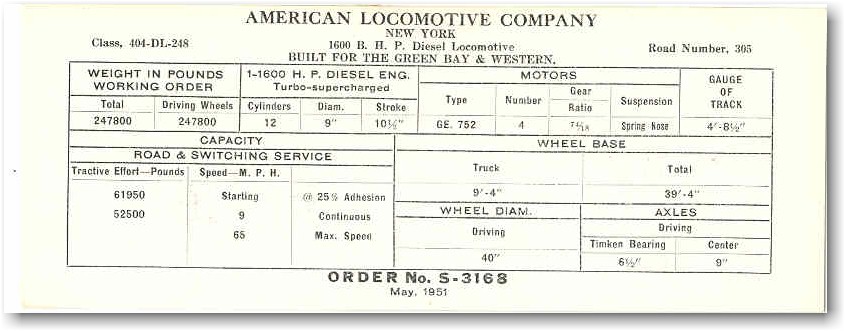 AMERICAN LOCOMOTIVE COMPANY
NEW YORK
Class, 404-DL-248
1600 B. H. P. Diesel Locomotive
Road Number, 305
BUILT FOR THE GREEN BAY & WESTERN.
WEIGHT IN POUNDS
WORKING ORDER
1-1600 H. P. DIESEL ENG.
Turbo-supercharged
MOTORS
GAUGE
OF
TRACK
Total
Driving Wheels
Cylinders
Diam.
Stroke
Type
Number
Gear
Ratio
Suspension
247800
247800
12
9"
10½"
GE. 752
4
74/18
Spring Nose
4'-8½"
CAPACITY
WHEEL BASE
ROAD & SWITCHING SERVICE
Tractive Effort—Pounds
Speed—M. P. H.
Truck
Total
61950
Starting
@ 25% Adhesion
9'-4"
39'-4"
52500
9
Continuous
65
Max. Speed
WHEEL DIAM.
AXLES
Driving
Driving
Timken Bearing
Center
40"
6½"
9"
ORDER No. S-3168
May, 1951